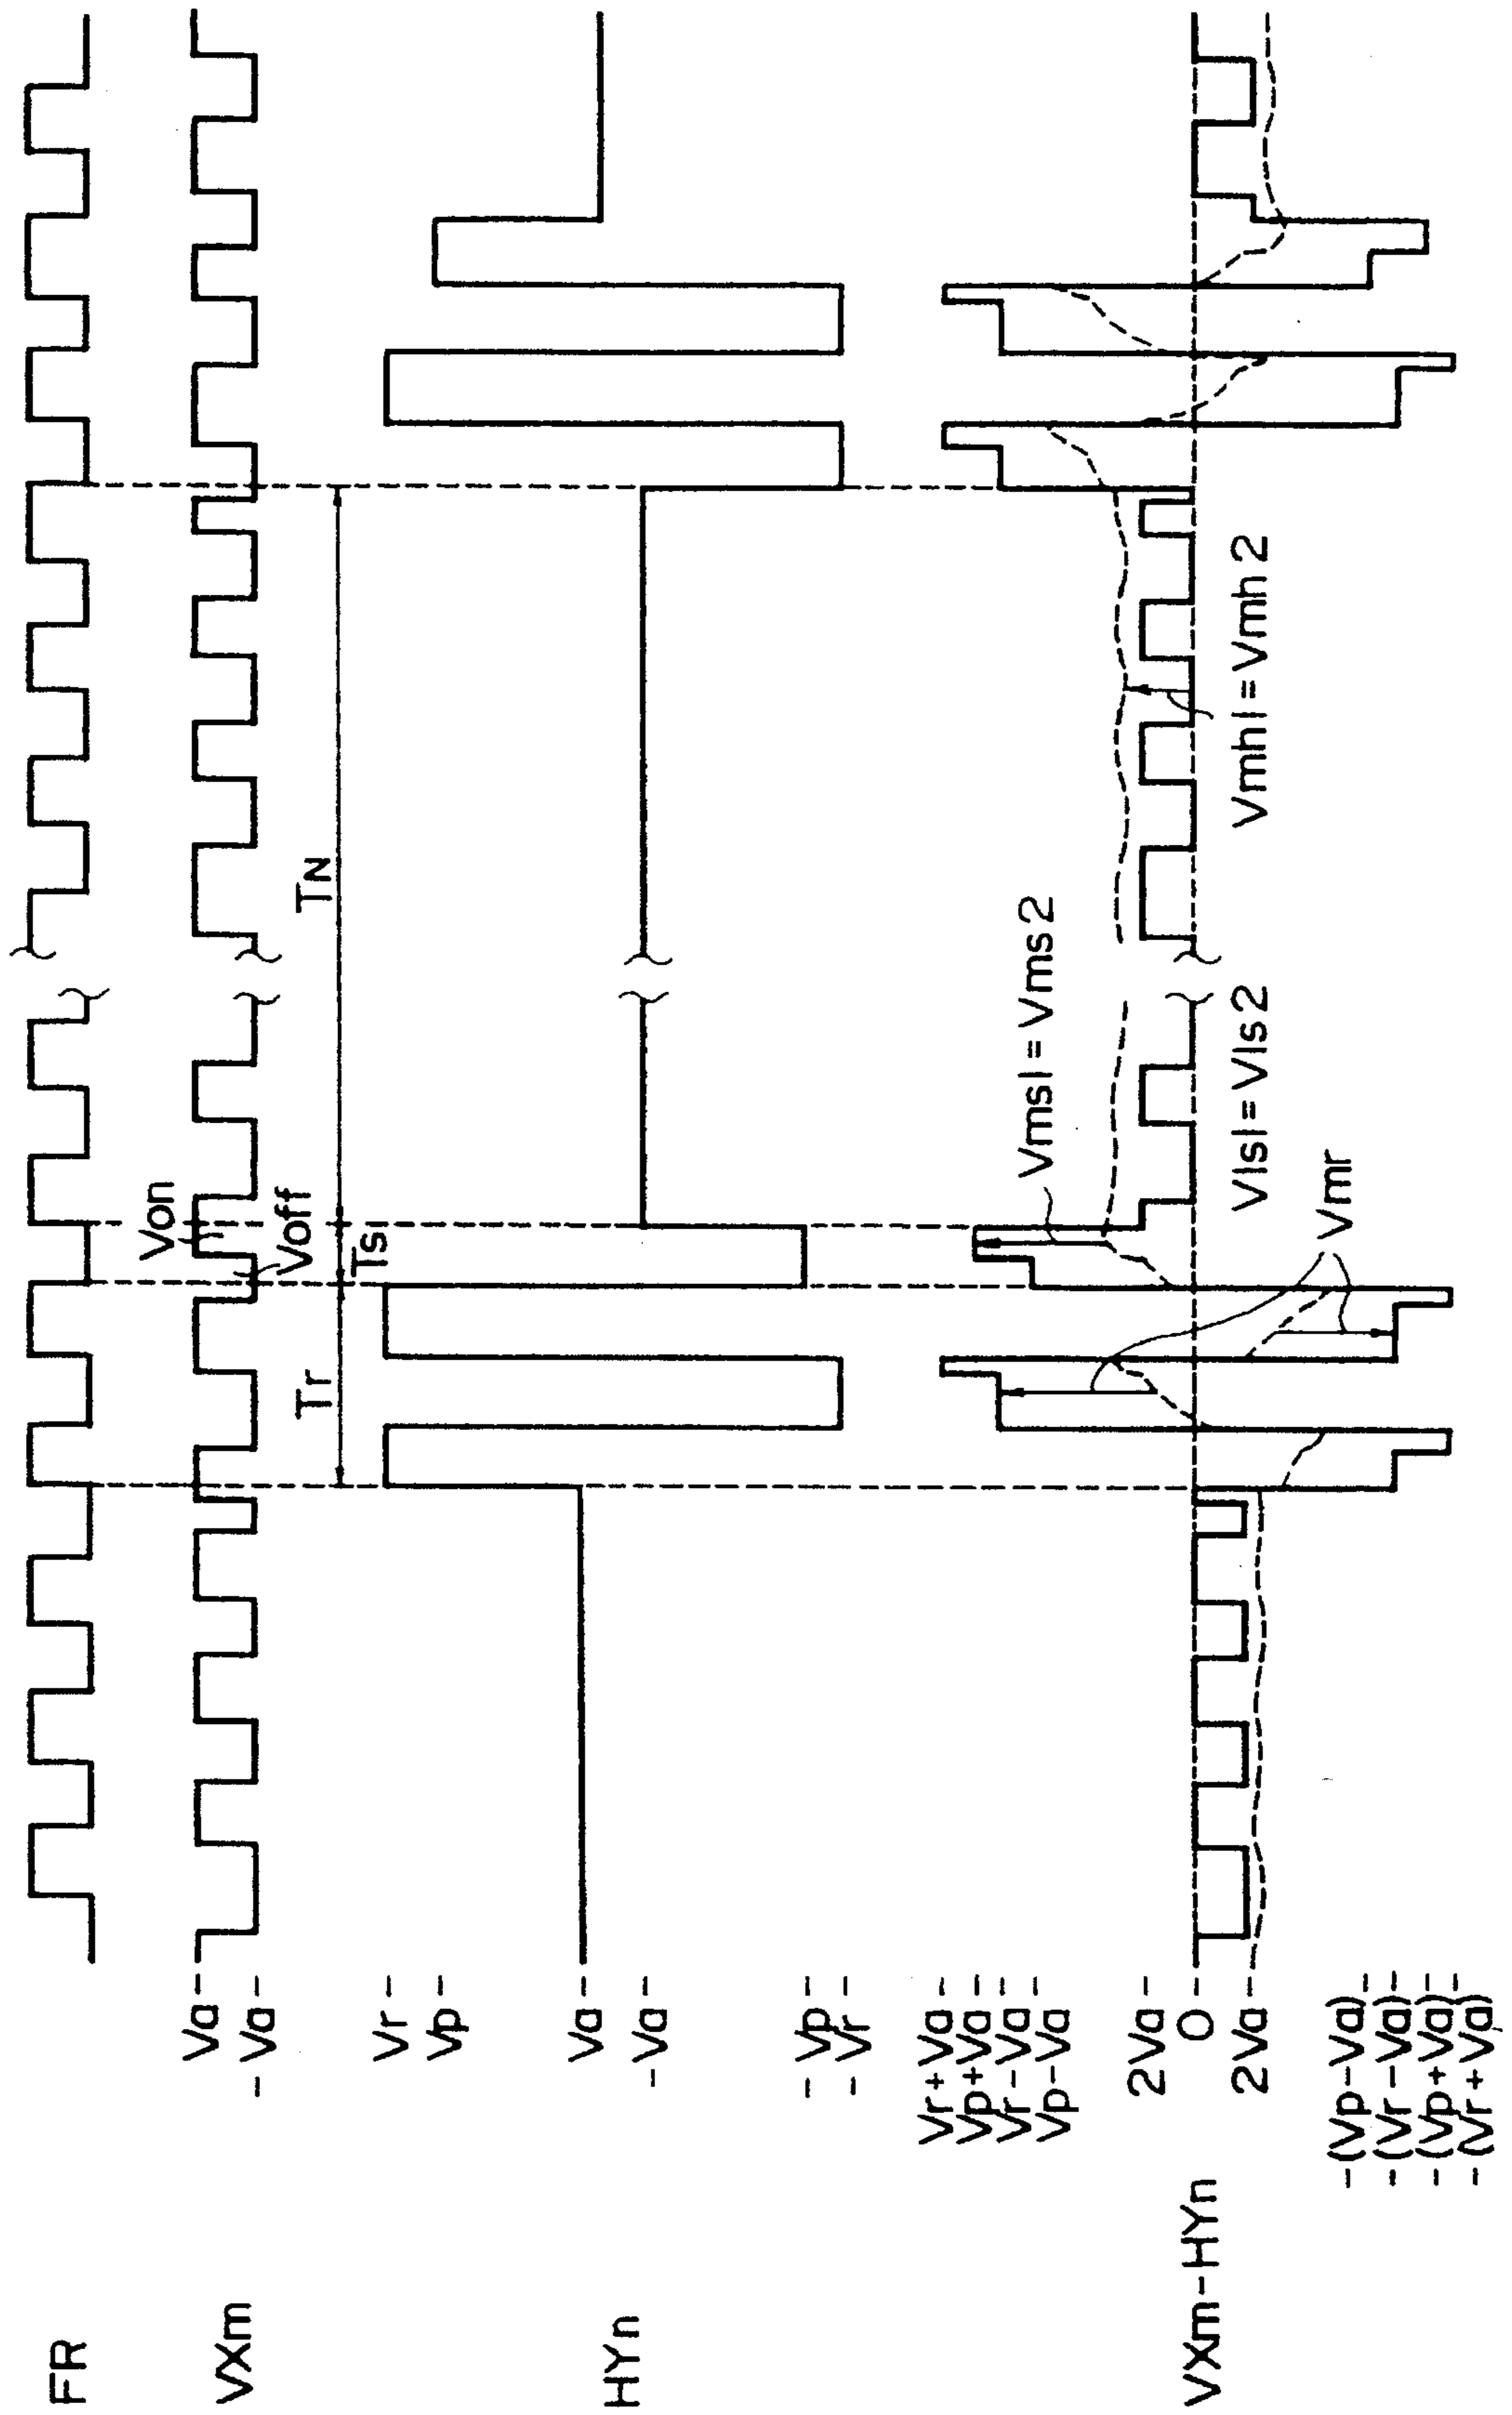 FR
VXm
Va
-Va
Von
Voff
Tr
Ts
TN
HYn
Vr
Vp
Va
-Va
-Vp
-Vr
VXm-HYn
Vr+Va
Vp+Va
Vr-Va
Vp-Va
2Va
0
2Va
-(Vp-Va)
-(Vr-Va)
-(Vp+Va)
-(Vr+Va)
Vms1=Vms2
Vls1=Vls2
Vmh1=Vmh2
Vmr